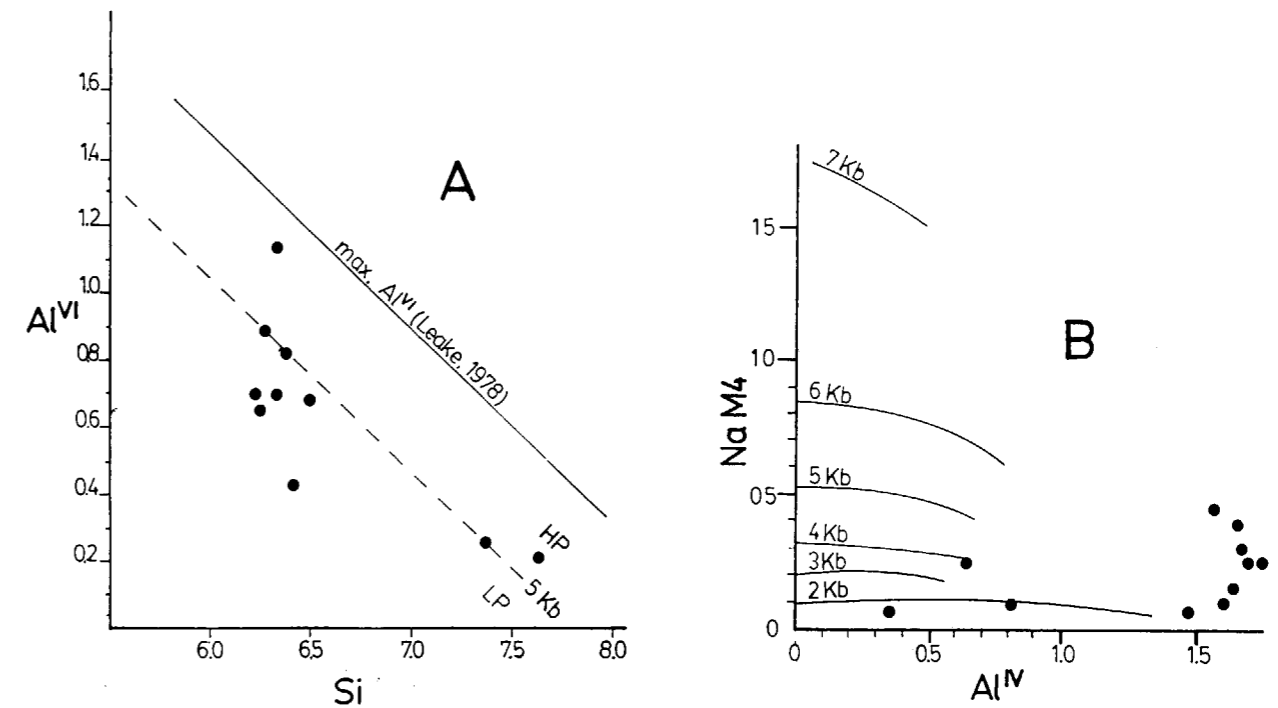 A
1.6
1.4
1.2
1.0
0.8
0.6
0.4
0.2
Al^VI
max. Al^VI (Leake, 1978)
HP
LP
5 Kb
6.0 6.5 7.0 7.5 8.0
Si
B
7 Kb
6 Kb
5 Kb
4 Kb
3 Kb
2 Kb
15
10
05
0
Na M4
0 0.5 1.0 1.5
Al^IV